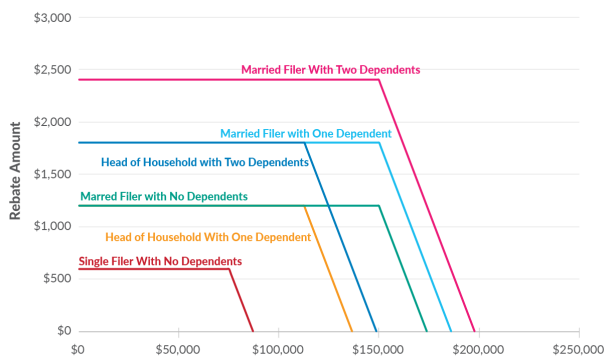 $3,000
$2,500
Married Filer With Two Dependents
$2,000
Married Filer with One Dependent
Rebate Amount
Head of Household with Two Dependents
$1,500
Marred Filer with No Dependents
$1,000
Head of Household With One Dependent
Single Filer With No Dependents
$500
$0
$0 $50,000 $100,000 $150,000 $200,000 $250,000